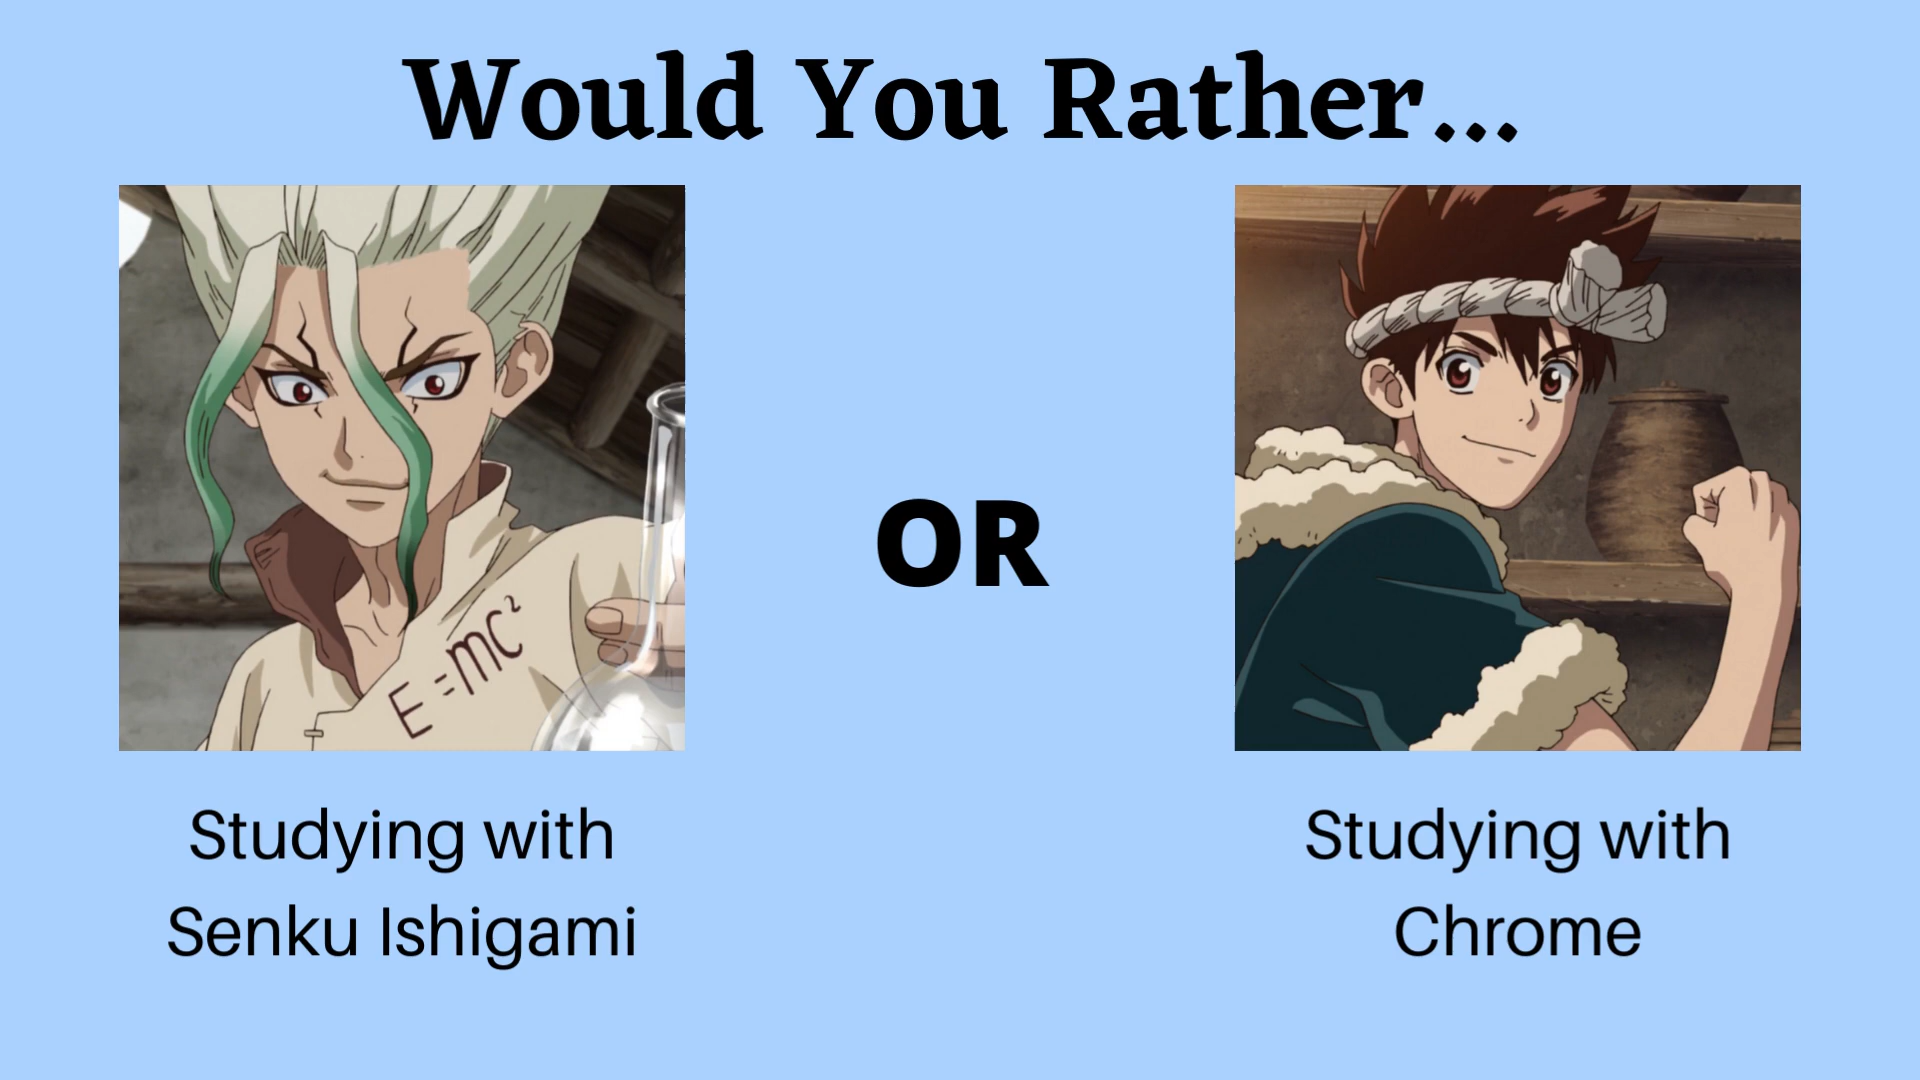 Would You Rather...
E=mc²
OR
Studying with
Senku Ishigami
Studying with
Chrome